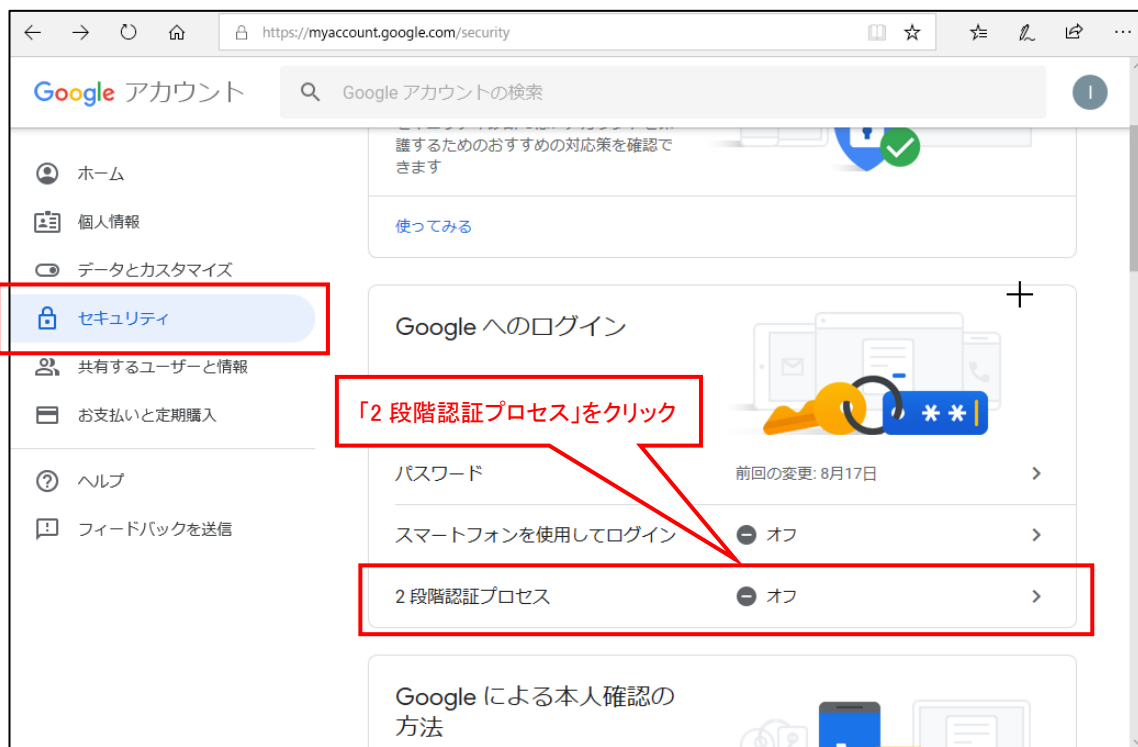 https://myaccount.google.com/security
Google アカウント
Google アカウントの検索
I
ホーム
個人情報
データとカスタマイズ
セキュリティ
共有するユーザーと情報
お支払いと定期購入
ヘルプ
フィードバックを送信
護するためのおすすめの対応策を確認で
きます
使ってみる
Google へのログイン
**
「2 段階認証プロセス」をクリック
パスワード
前回の変更: 8月17日
スマートフォンを使用してログイン
オフ
2 段階認証プロセス
オフ
Google による本人確認の
方法